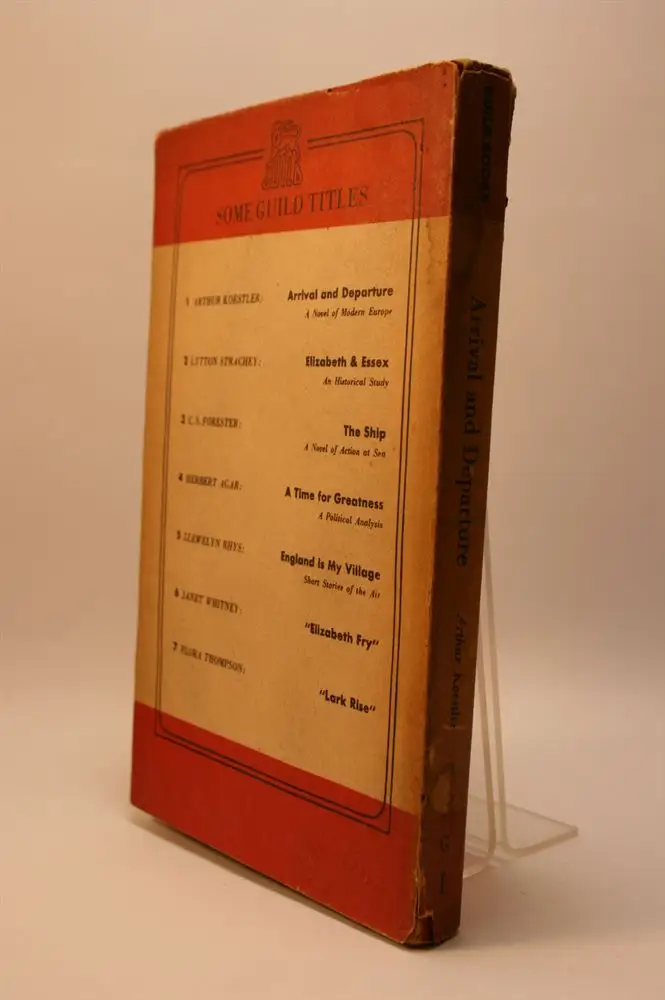 SOME GUILD TITLES
1 ARTHUR KOESTLER:
Arrival and Departure
A Novel of Modern Europe
2 LYTTON STRACHEY:
Elizabeth & Essex
An Historical Study
3 C. S. FORESTER:
The Ship
A Novel of Action at Sea
4 HERBERT AGAR:
A Time for Greatness
A Political Analysis
5 LLEWELYN RHYS:
England is My Village
Short Stories of the Air
6 JANET WHITNEY:
"Elizabeth Fry"
7 FLORA THOMPSON:
"Lark Rise"
GUILD BOOKS
Arrival and Departure
Arthur Koestler